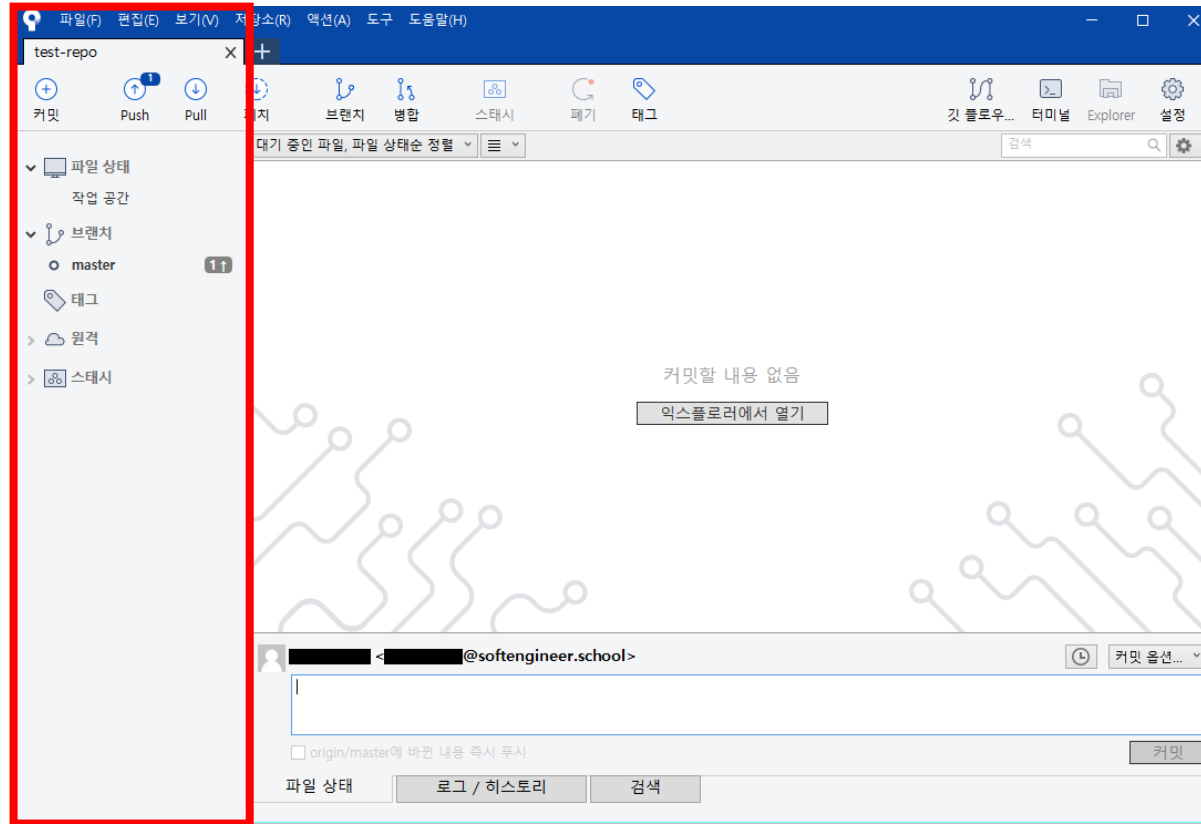 파일(F) 편집(E) 보기(V) 저장소(R) 액션(A) 도구 도움말(H)
test-repo
1
커밋 Push Pull 패치 브랜치 병합 스태시 폐기 태그 깃 플로우... 터미널 Explorer 설정
대기 중인 파일, 파일 상태순 정렬 검색
파일 상태
작업 공간
브랜치
master 1↑
태그
원격
스태시
커밋할 내용 없음
익스플로러에서 열기
< @softengineer.school>
커밋 옵션...
origin/master에 바뀐 내용 즉시 푸시
커밋
파일 상태 로그 / 히스토리 검색